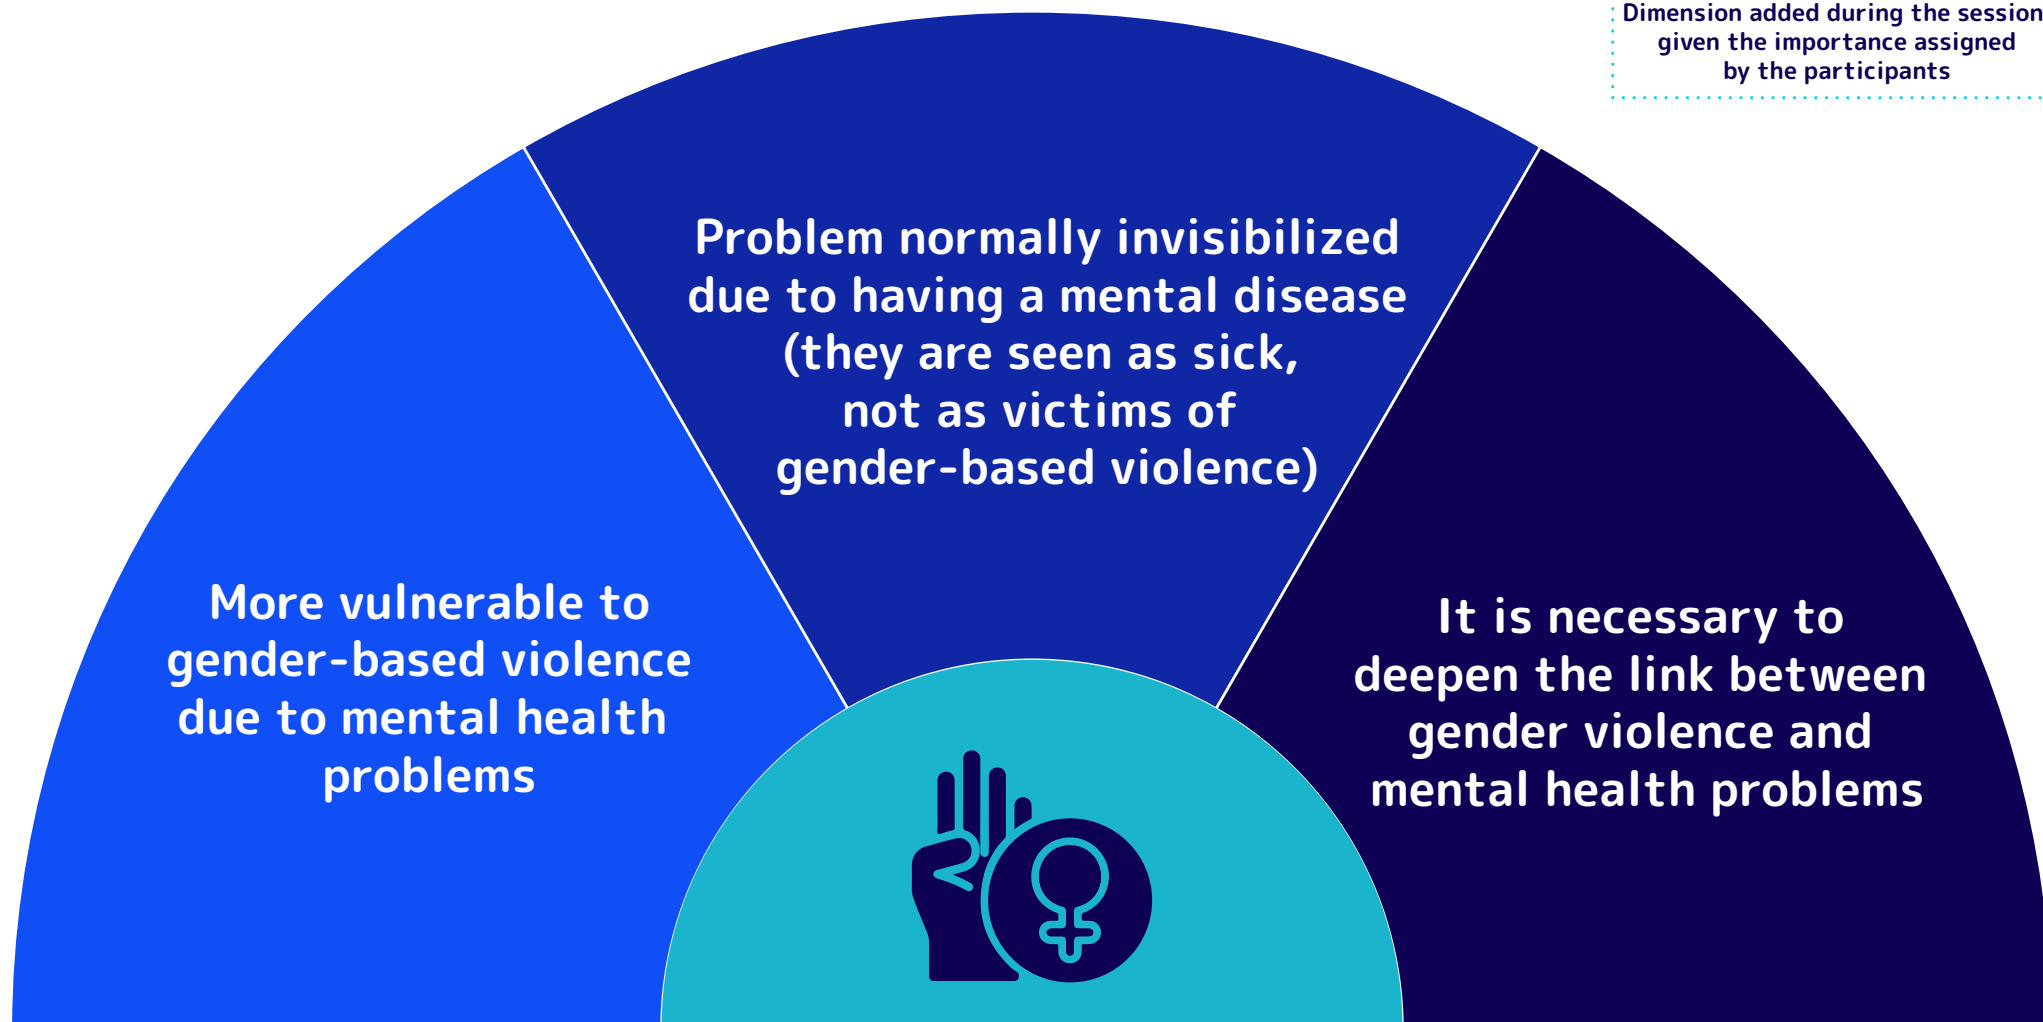 Dimension added during the session
given the importance assigned
by the participants
Problem normally invisibilized
due to having a mental disease
(they are seen as sick,
not as victims of
gender-based violence)
More vulnerable to
gender-based violence
due to mental health
problems
It is necessary to
deepen the link between
gender violence and
mental health problems